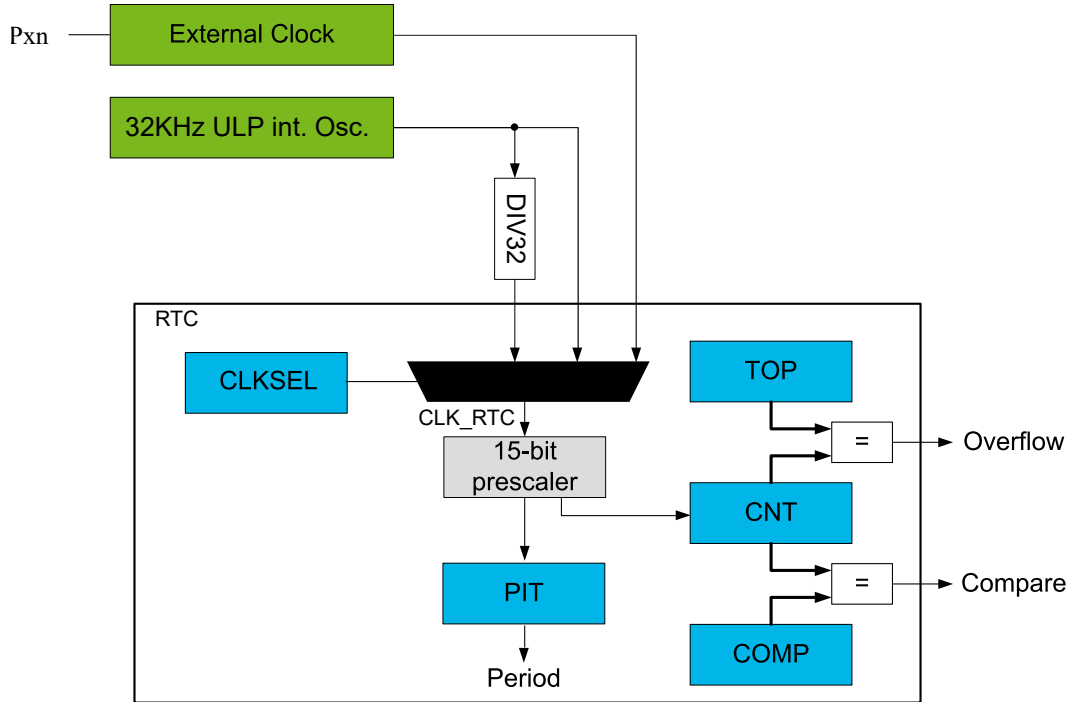 Pxn
External Clock
32KHz ULP int. Osc.
DIV32
RTC
CLKSEL
TOP
CLK_RTC
=
Overflow
15-bit
prescaler
CNT
PIT
=
Compare
COMP
Period